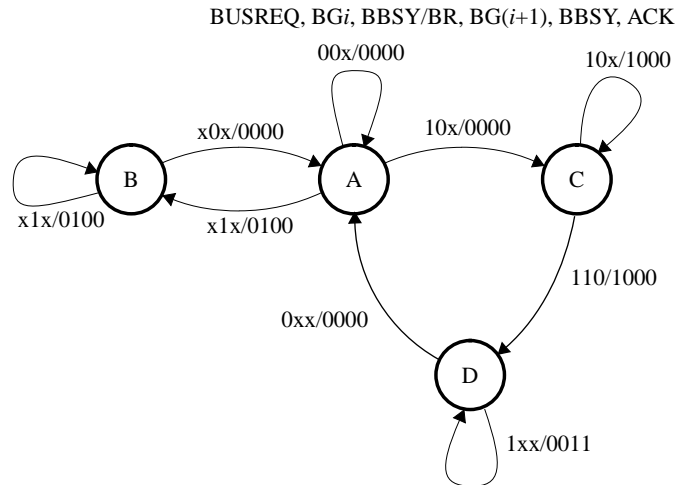 BUSREQ, BGi, BBSY/BR, BG(i+1), BBSY, ACK
00x/0000
10x/1000
x0x/0000
10x/0000
B
A
C
x1x/0100
x1x/0100
110/1000
0xx/0000
D
1xx/0011